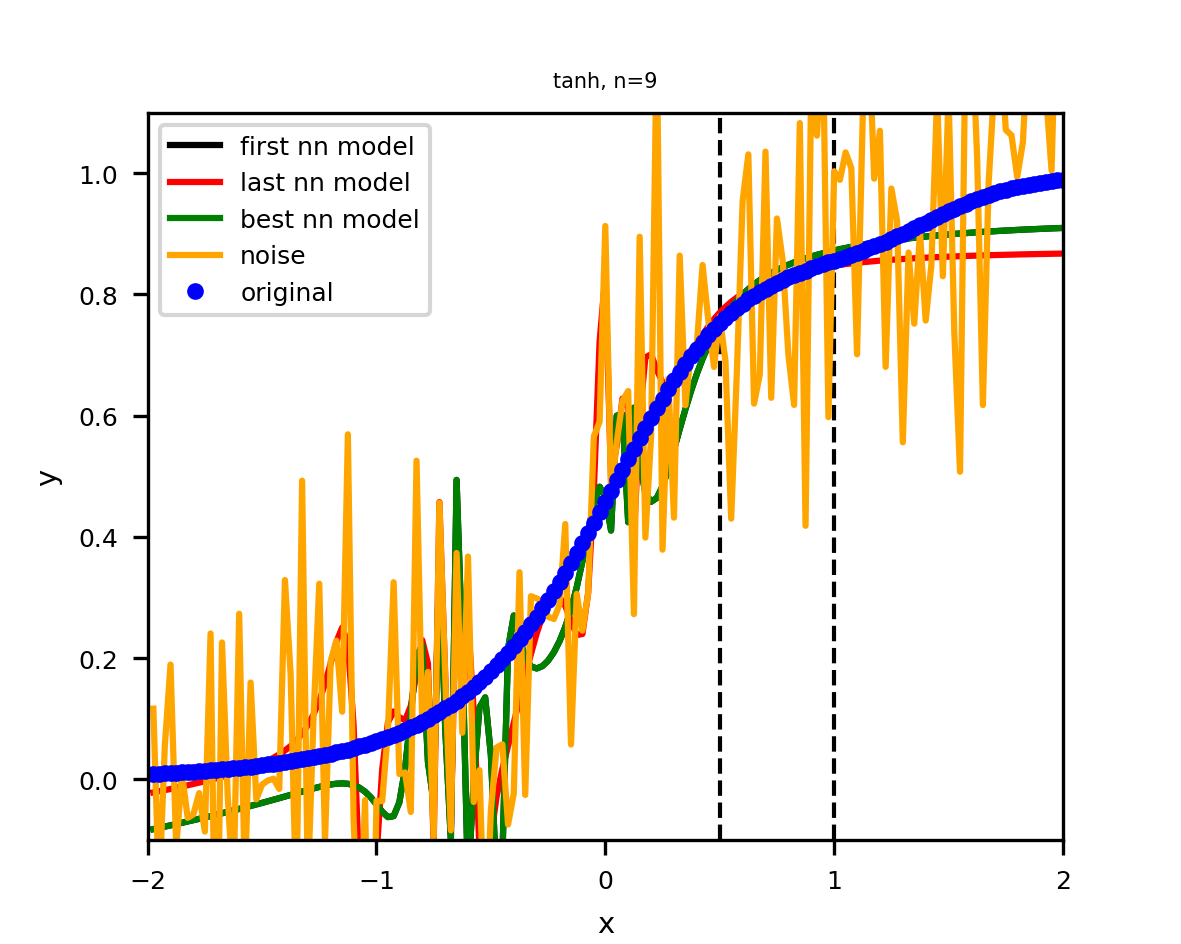 tanh, n=9
first nn model
last nn model
best nn model
noise
original
y
1.0
0.8
0.6
0.4
0.2
0.0
−2
−1
0
1
2
x